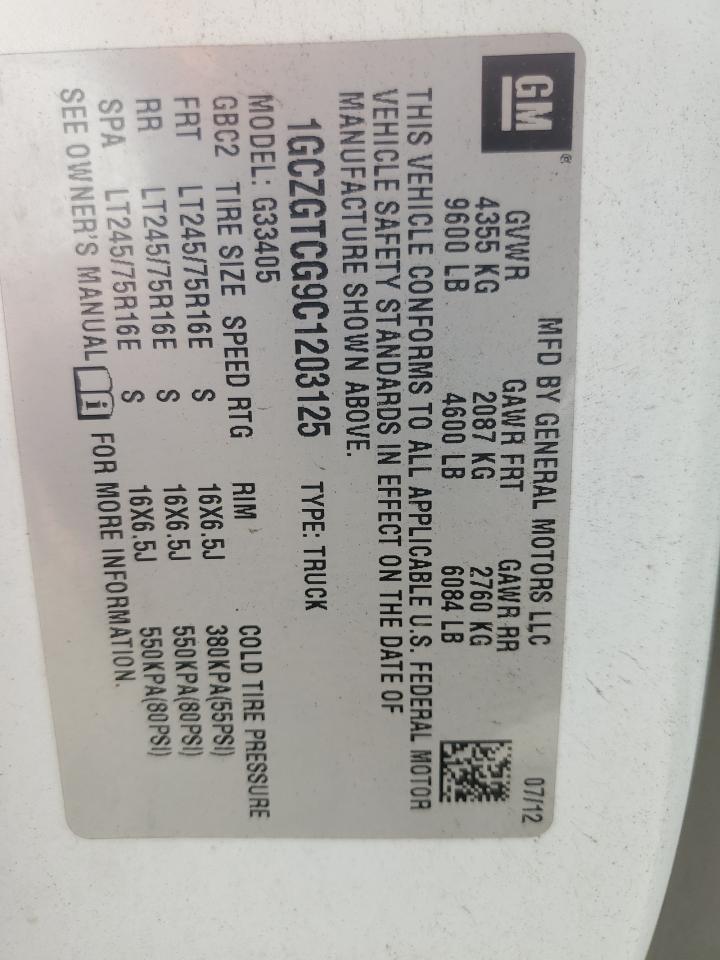 GM®
MFD BY GENERAL MOTORS LLC 07/12
GVWR GAWR FRT GAWR RR
4355 KG 2087 KG 2760 KG
9600 LB 4600 LB 6084 LB
THIS VEHICLE CONFORMS TO ALL APPLICABLE U.S. FEDERAL MOTOR
VEHICLE SAFETY STANDARDS IN EFFECT ON THE DATE OF
MANUFACTURE SHOWN ABOVE.
1GCZGTCG9C1203125 TYPE: TRUCK
MODEL: G33405
GBC2 TIRE SIZE SPEED RTG RIM COLD TIRE PRESSURE
FRT LT245/75R16E S 16X6.5J 380KPA(55PSI)
RR LT245/75R16E S 16X6.5J 550KPA(80PSI)
SPA LT245/75R16E S 16X6.5J 550KPA(80PSI)
SEE OWNER'S MANUAL i FOR MORE INFORMATION.